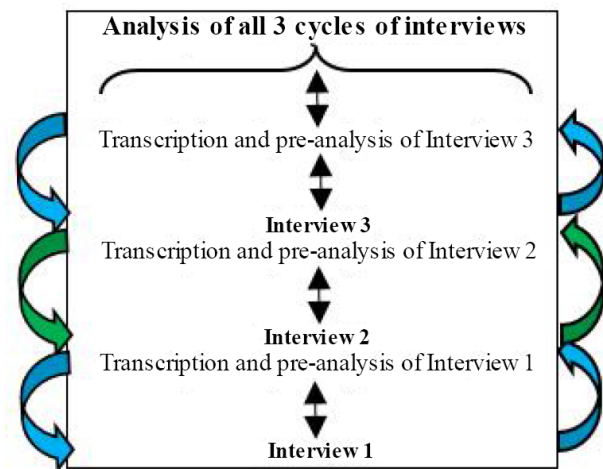 Analysis of all 3 cycles of interviews
Transcription and pre-analysis of Interview 3
Interview 3
Transcription and pre-analysis of Interview 2
Interview 2
Transcription and pre-analysis of Interview 1
Interview 1